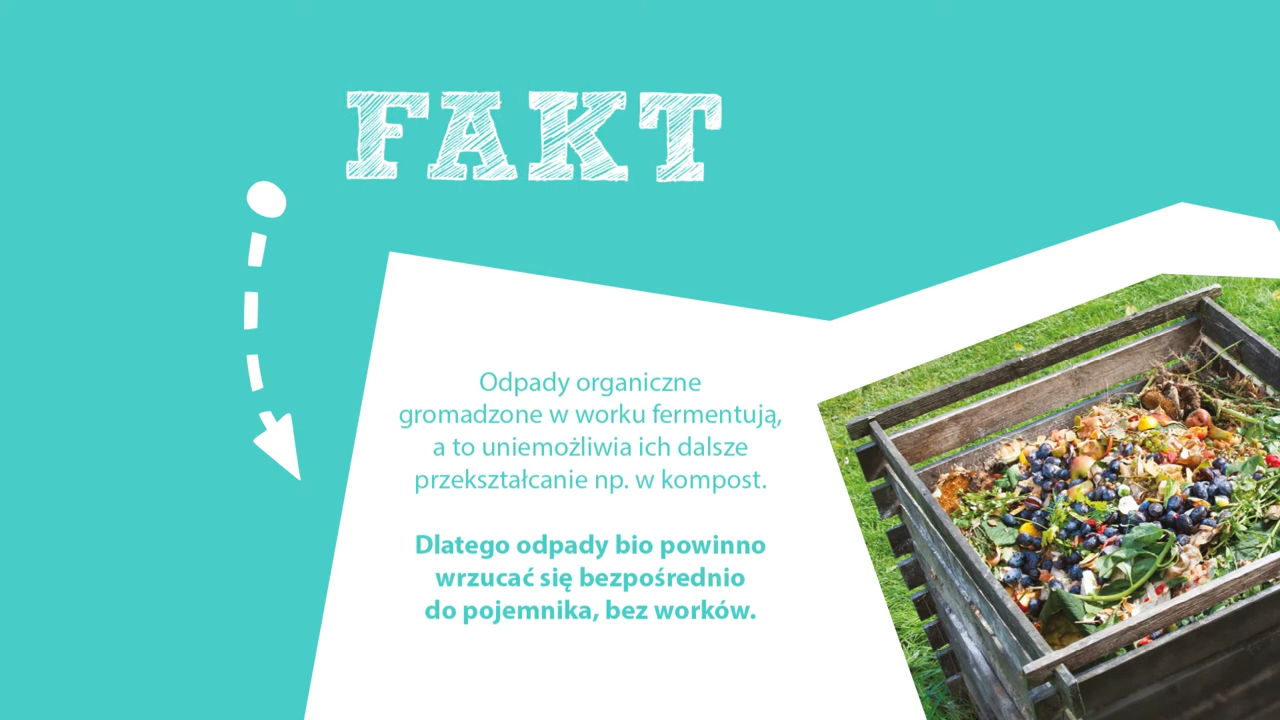 FAKT
Odpady organiczne
gromadzone w worku fermentują,
a to uniemożliwia ich dalsze
przekształcanie np. w kompost.
Dlatego odpady bio powinno
wrzucać się bezpośrednio
do pojemnika, bez worków.